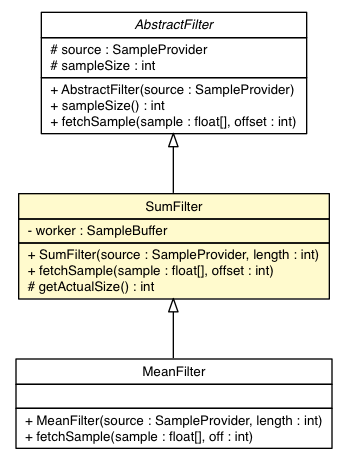 AbstractFilter
# source : SampleProvider
# sampleSize : int
+ AbstractFilter(source : SampleProvider)
+ sampleSize() : int
+ fetchSample(sample : float[], offset : int)
SumFilter
- worker : SampleBuffer
+ SumFilter(source : SampleProvider, length : int)
+ fetchSample(sample : float[], offset : int)
# getActualSize() : int
MeanFilter
+ MeanFilter(source : SampleProvider, length : int)
+ fetchSample(sample : float[], off : int)